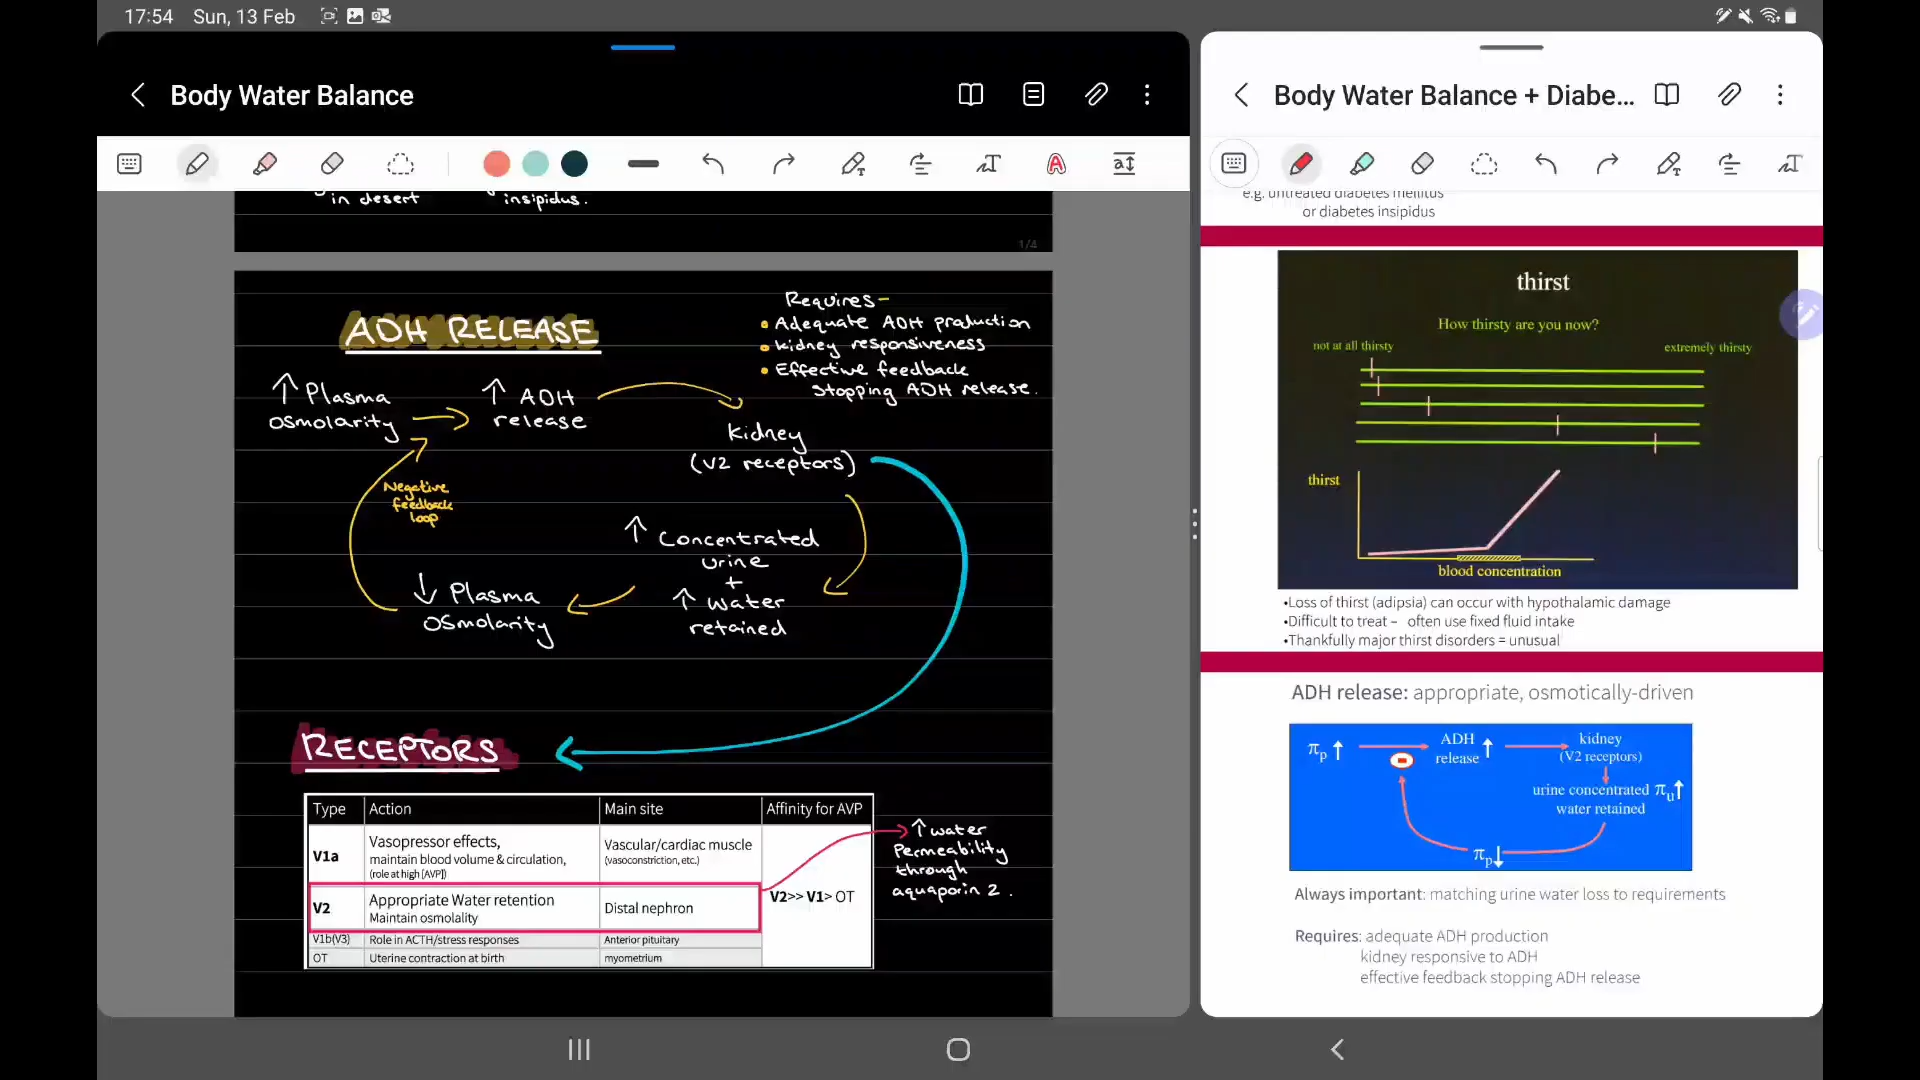 17:54 Sun, 13 Feb
Body Water Balance
in desert
insipidus.
1/4
ADH RELEASE
Requires-
• Adequate ADH production
• Kidney responsiveness
• Effective feedback
stopping ADH release.
↑ Plasma
osmolarity
↑ ADH
release
Kidney
(V2 receptors)
Negative
feedback
loop
↑ Concentrated
urine
+
↑ water
retained
↓ Plasma
osmolarity
RECEPTORS
Type Action Main site Affinity for AVP
V1a Vasopressor effects,
maintain blood volume & circulation,
(role at high [AVP])
Vascular/cardiac muscle
(vasoconstriction, etc.)
V2 Appropriate Water retention
Maintain osmolality
Distal nephron
V2>> V1> OT
V1b(V3) Role in ACTH/stress responses Anterior pituitary
OT Uterine contraction at birth myometrium
↑ water
Permeability
through
aquaporin 2.
Body Water Balance + Diabe...
e.g. untreated diabetes mellitus
or diabetes insipidus
thirst
How thirsty are you now?
not at all thirsty
extremely thirsty
thirst
blood concentration
•Loss of thirst (adipsia) can occur with hypothalamic damage
•Difficult to treat – often use fixed fluid intake
•Thankfully major thirst disorders = unusual
ADH release: appropriate, osmotically-driven
πp ↑
ADH
release ↑
kidney
(V2 receptors)
urine concentrated πu↑
water retained
πp↓
Always important: matching urine water loss to requirements
Requires: adequate ADH production
kidney responsive to ADH
effective feedback stopping ADH release